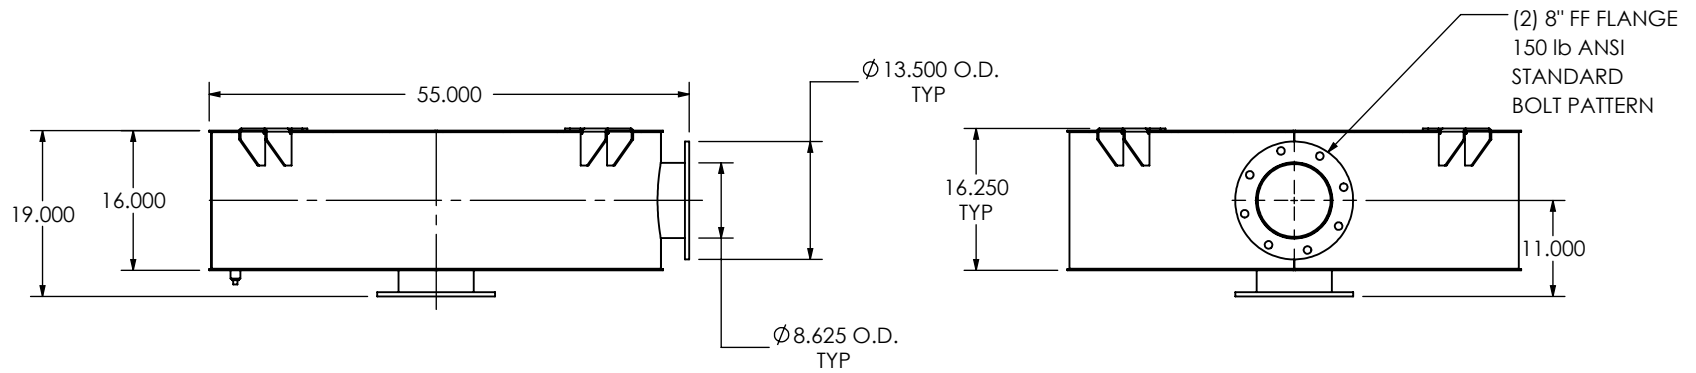 (2) 8" FF FLANGE
150 lb ANSI
STANDARD
BOLT PATTERN
Ø13.500 O.D.
TYP
55.000
19.000
16.000
16.250
TYP
11.000
Ø8.625 O.D.
TYP